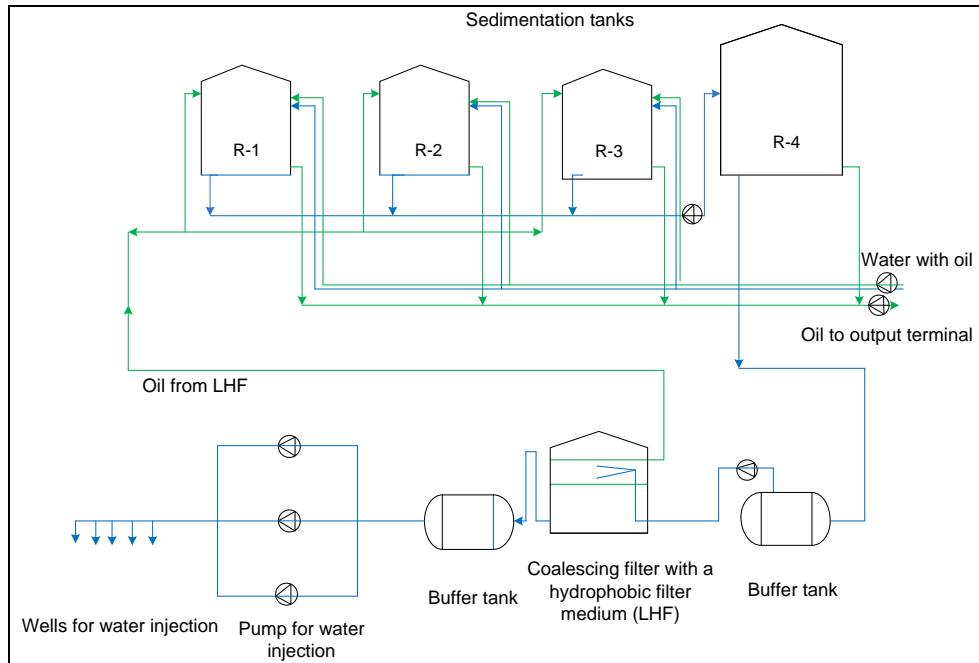 Sedimentation tanks
R-1
R-2
R-3
R-4
Water with oil
Oil to output terminal
Oil from LHF
Coalescing filter with a
hydrophobic filter
medium (LHF)
Buffer tank
Buffer tank
Wells for water injection
Pump for water
injection